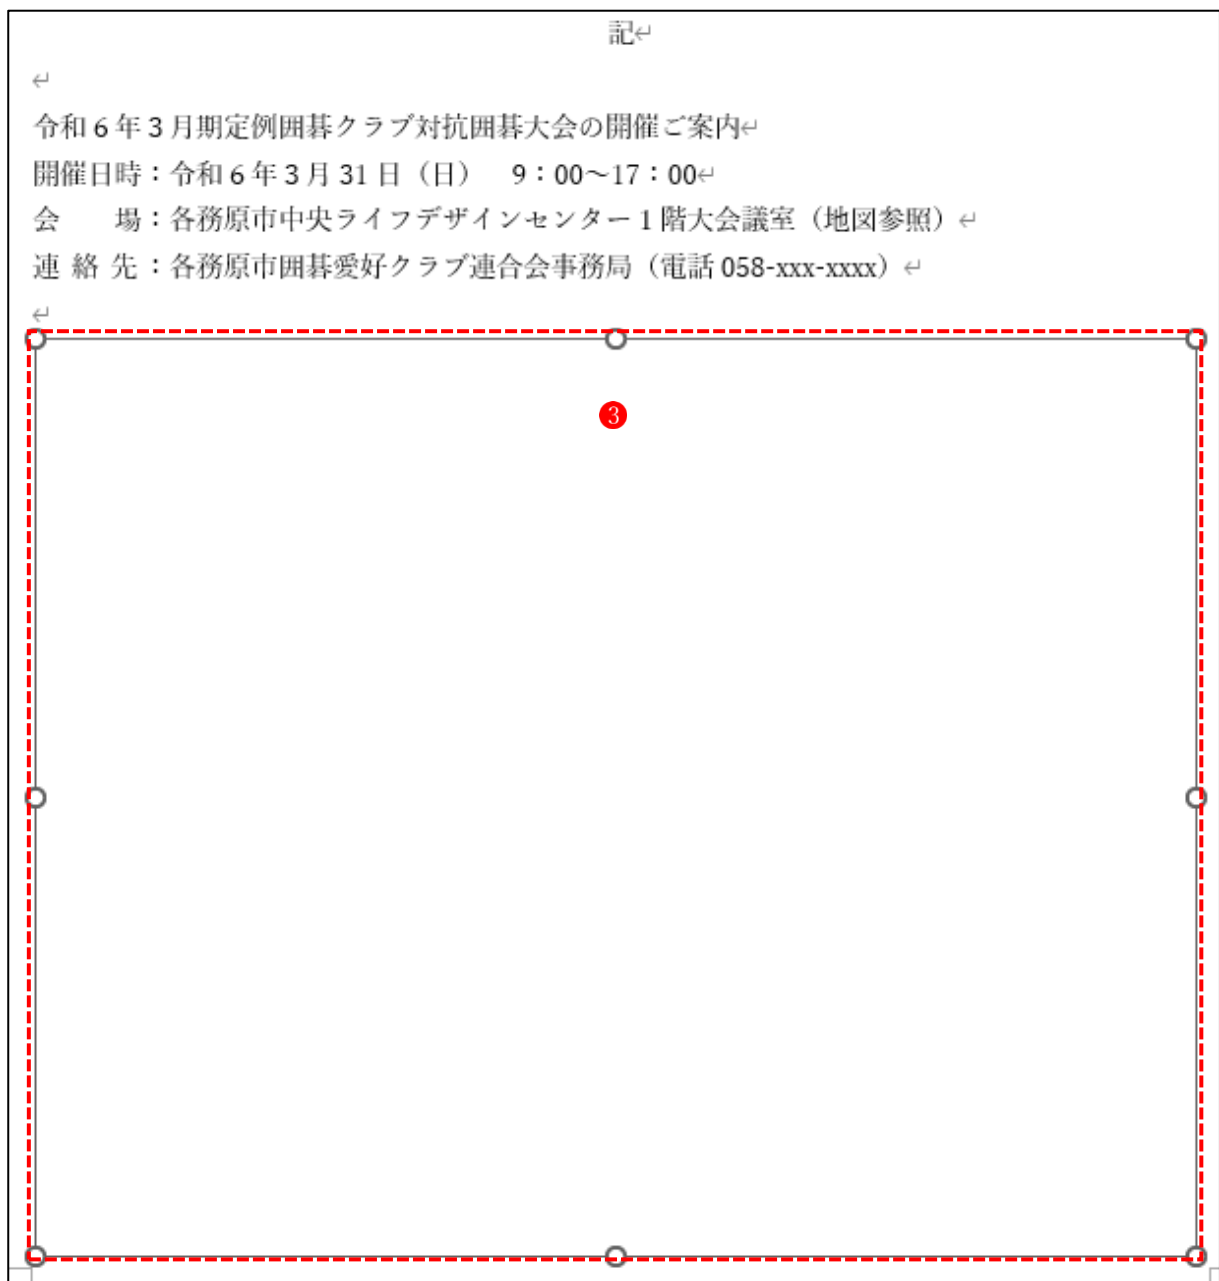 記
令和６年３月期定例囲碁クラブ対抗囲碁大会の開催ご案内
開催日時：令和６年３月31日（日）　9：00～17：00
会　　場：各務原市中央ライフデザインセンター１階大会議室（地図参照）
連 絡 先：各務原市囲碁愛好クラブ連合会事務局（電話 058-xxx-xxxx）
3